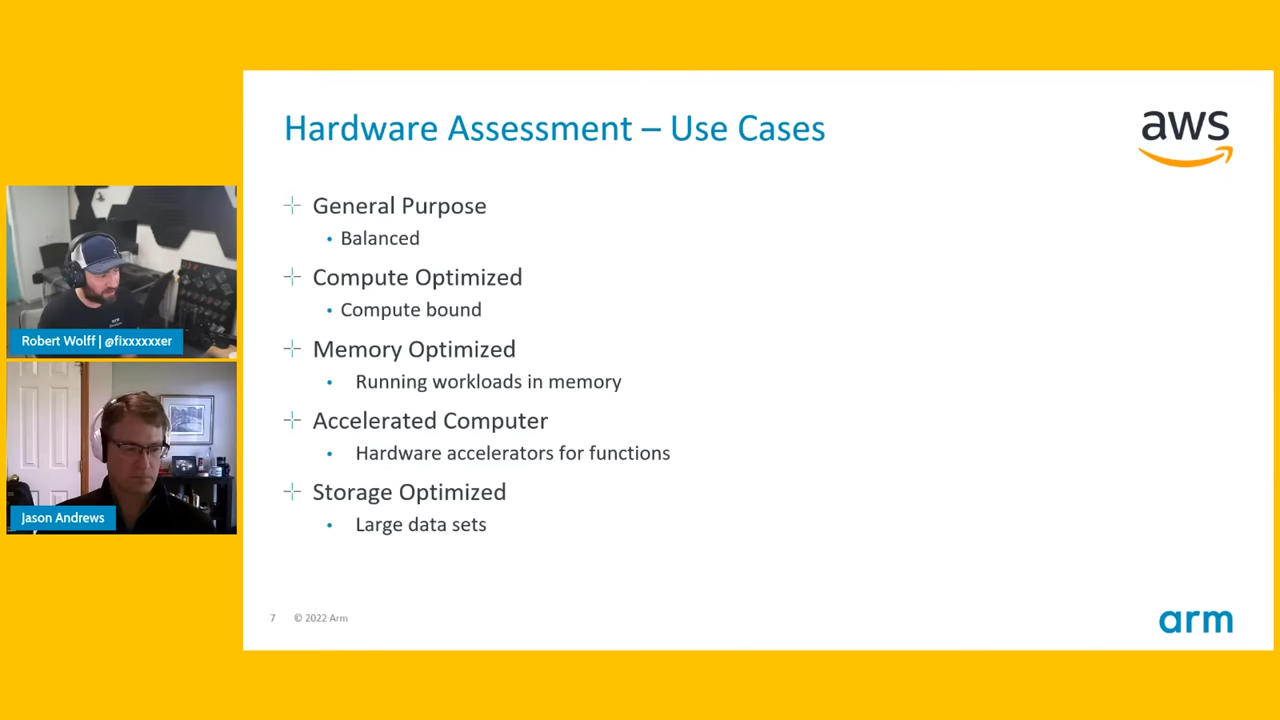 Hardware Assessment – Use Cases
aws
General Purpose
• Balanced
Compute Optimized
• Compute bound
Memory Optimized
• Running workloads in memory
Accelerated Computer
• Hardware accelerators for functions
Storage Optimized
• Large data sets
Robert Wolff | @fixxxxxxer
Jason Andrews
7 © 2022 Arm
arm